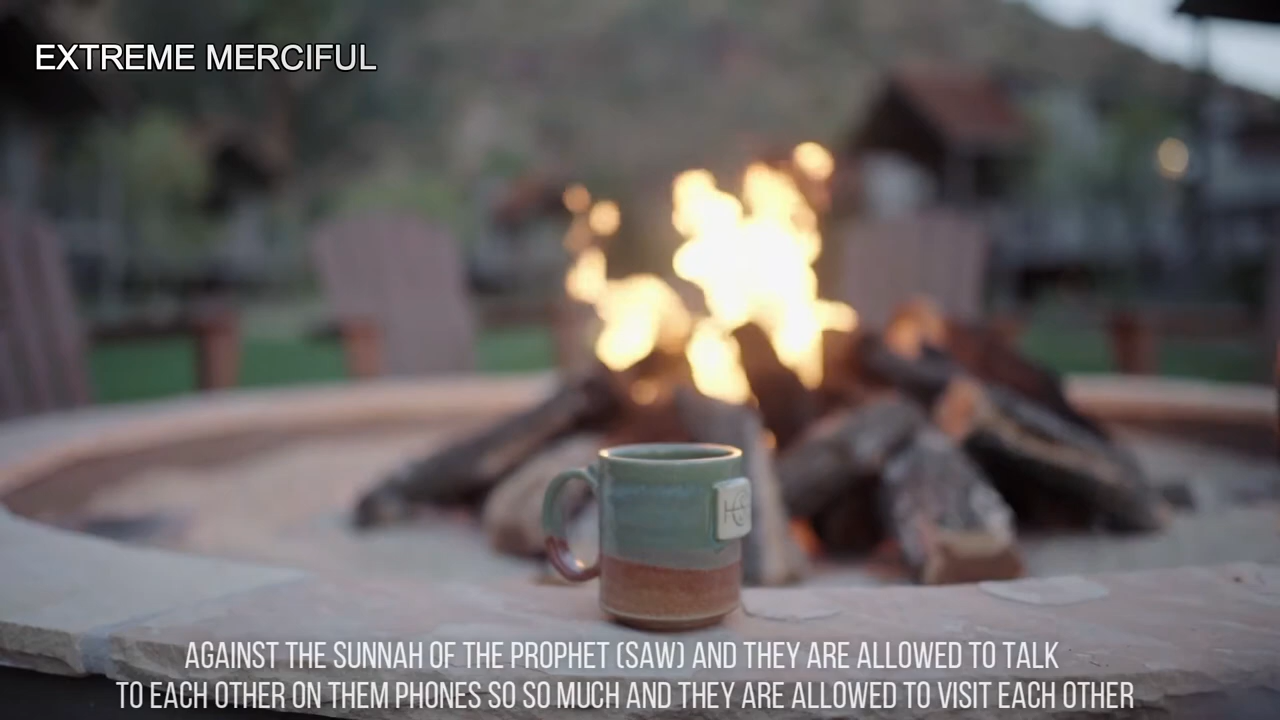 EXTREME MERCIFUL
AGAINST THE SUNNAH OF THE PROPHET (SAW) AND THEY ARE ALLOWED TO TALK
TO EACH OTHER ON THEM PHONES SO SO MUCH AND THEY ARE ALLOWED TO VISIT EACH OTHER